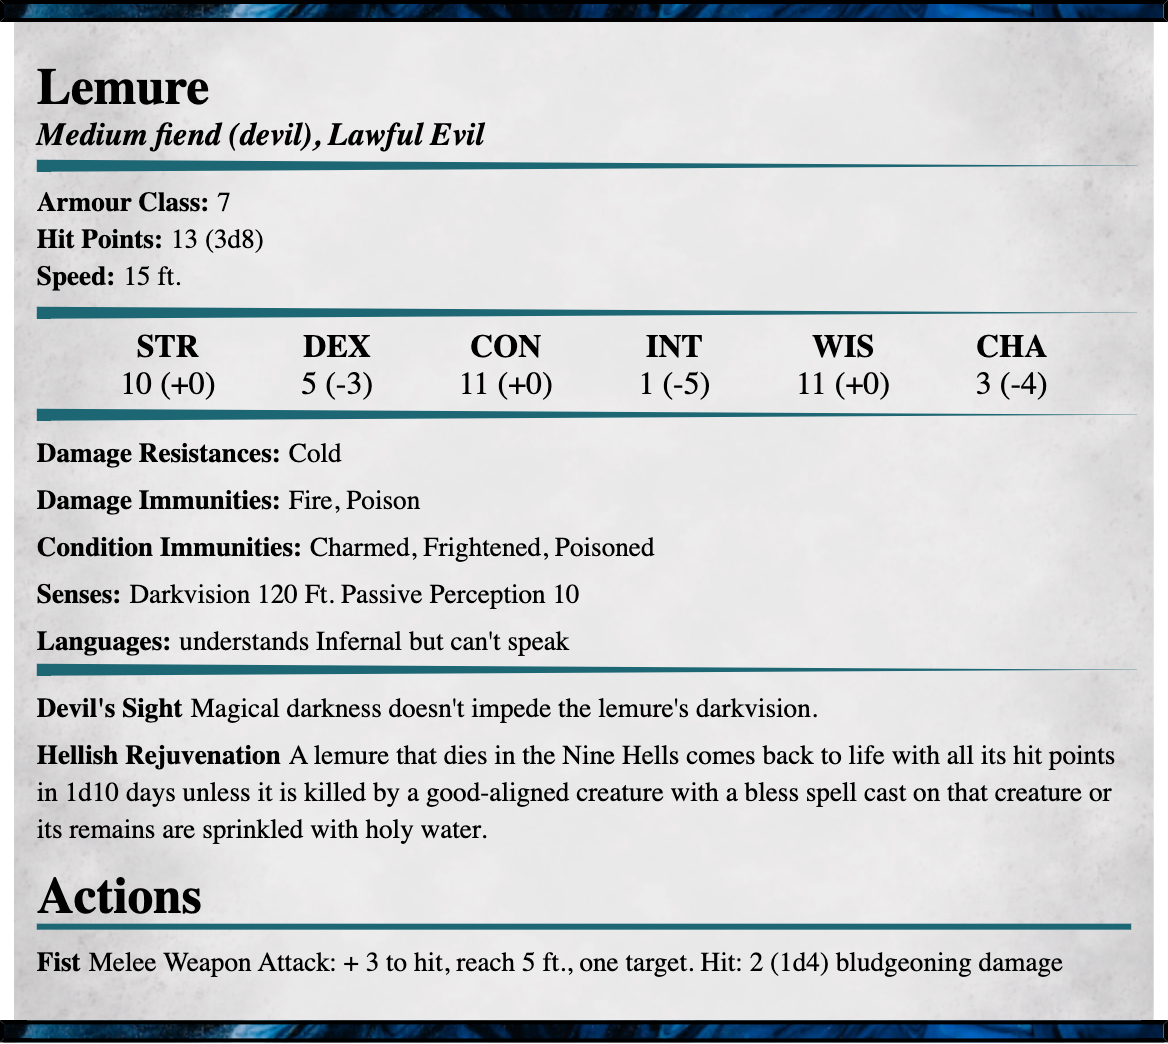 Lemure
Medium fiend (devil), Lawful Evil
Armour Class: 7
Hit Points: 13 (3d8)
Speed: 15 ft.
STR DEX CON INT WIS CHA
10 (+0) 5 (-3) 11 (+0) 1 (-5) 11 (+0) 3 (-4)
Damage Resistances: Cold
Damage Immunities: Fire, Poison
Condition Immunities: Charmed, Frightened, Poisoned
Senses: Darkvision 120 Ft. Passive Perception 10
Languages: understands Infernal but can't speak
Devil's Sight Magical darkness doesn't impede the lemure's darkvision.
Hellish Rejuvenation A lemure that dies in the Nine Hells comes back to life with all its hit points
in 1d10 days unless it is killed by a good-aligned creature with a bless spell cast on that creature or
its remains are sprinkled with holy water.
Actions
Fist Melee Weapon Attack: + 3 to hit, reach 5 ft., one target. Hit: 2 (1d4) bludgeoning damage